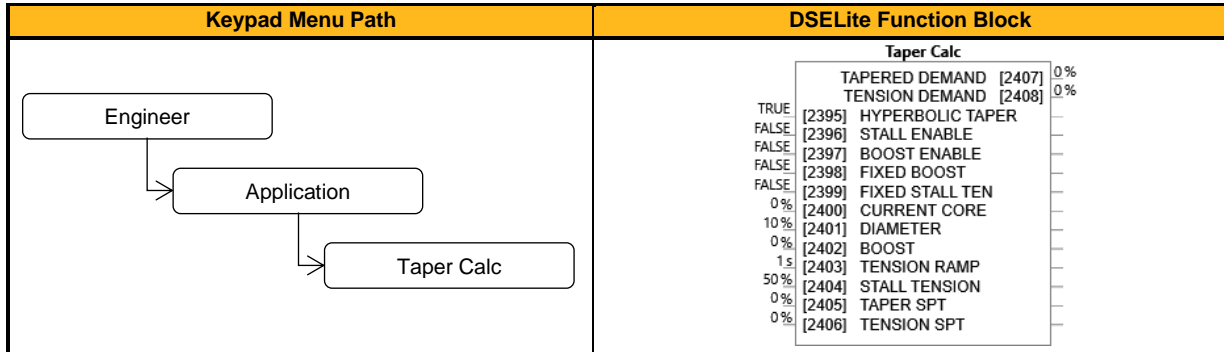 Keypad Menu Path
DSELite Function Block
Engineer
Application
Taper Calc
Taper Calc
TAPERED DEMAND [2407] 0 %
TENSION DEMAND [2408] 0 %
TRUE [2395] HYPERBOLIC TAPER
FALSE [2396] STALL ENABLE
FALSE [2397] BOOST ENABLE
FALSE [2398] FIXED BOOST
FALSE [2399] FIXED STALL TEN
0 % [2400] CURRENT CORE
10 % [2401] DIAMETER
0 % [2402] BOOST
1 s [2403] TENSION RAMP
50 % [2404] STALL TENSION
0 % [2405] TAPER SPT
0 % [2406] TENSION SPT